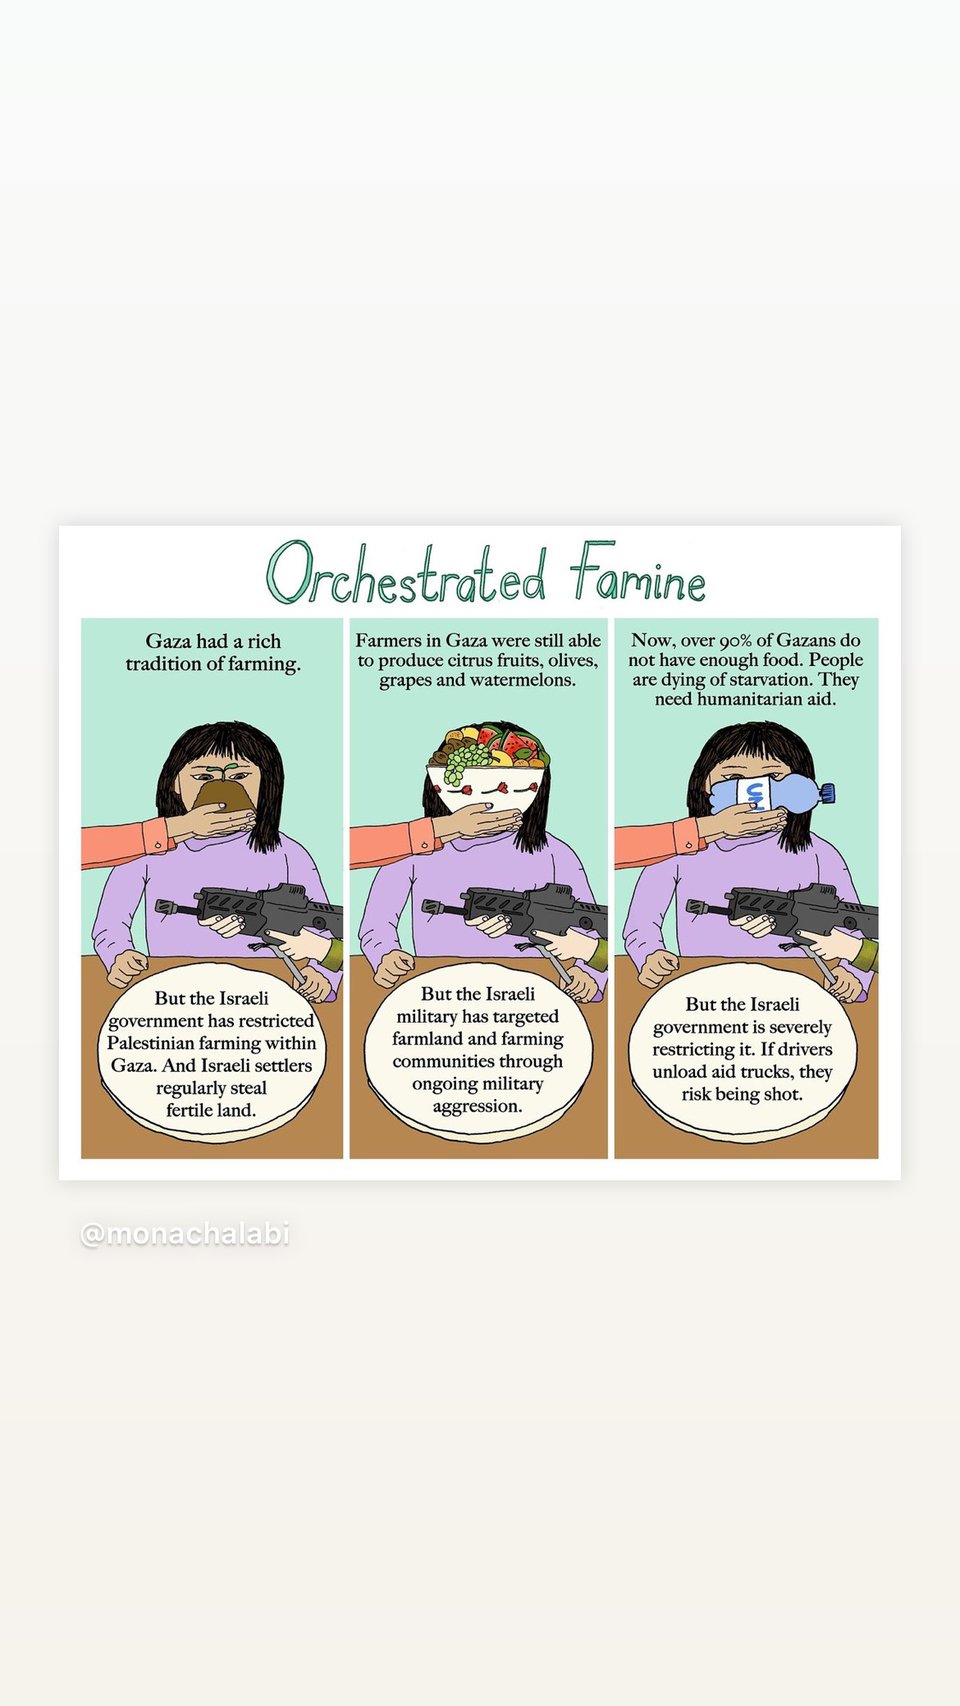 Orchestrated Famine
Gaza had a rich
tradition of farming.
But the Israeli
government has restricted
Palestinian farming within
Gaza. And Israeli settlers
regularly steal
fertile land.
Farmers in Gaza were still able
to produce citrus fruits, olives,
grapes and watermelons.
But the Israeli
military has targeted
farmland and farming
communities through
ongoing military
aggression.
Now, over 90% of Gazans do
not have enough food. People
are dying of starvation. They
need humanitarian aid.
UN
But the Israeli
government is severely
restricting it. If drivers
unload aid trucks, they
risk being shot.
@monachalabi